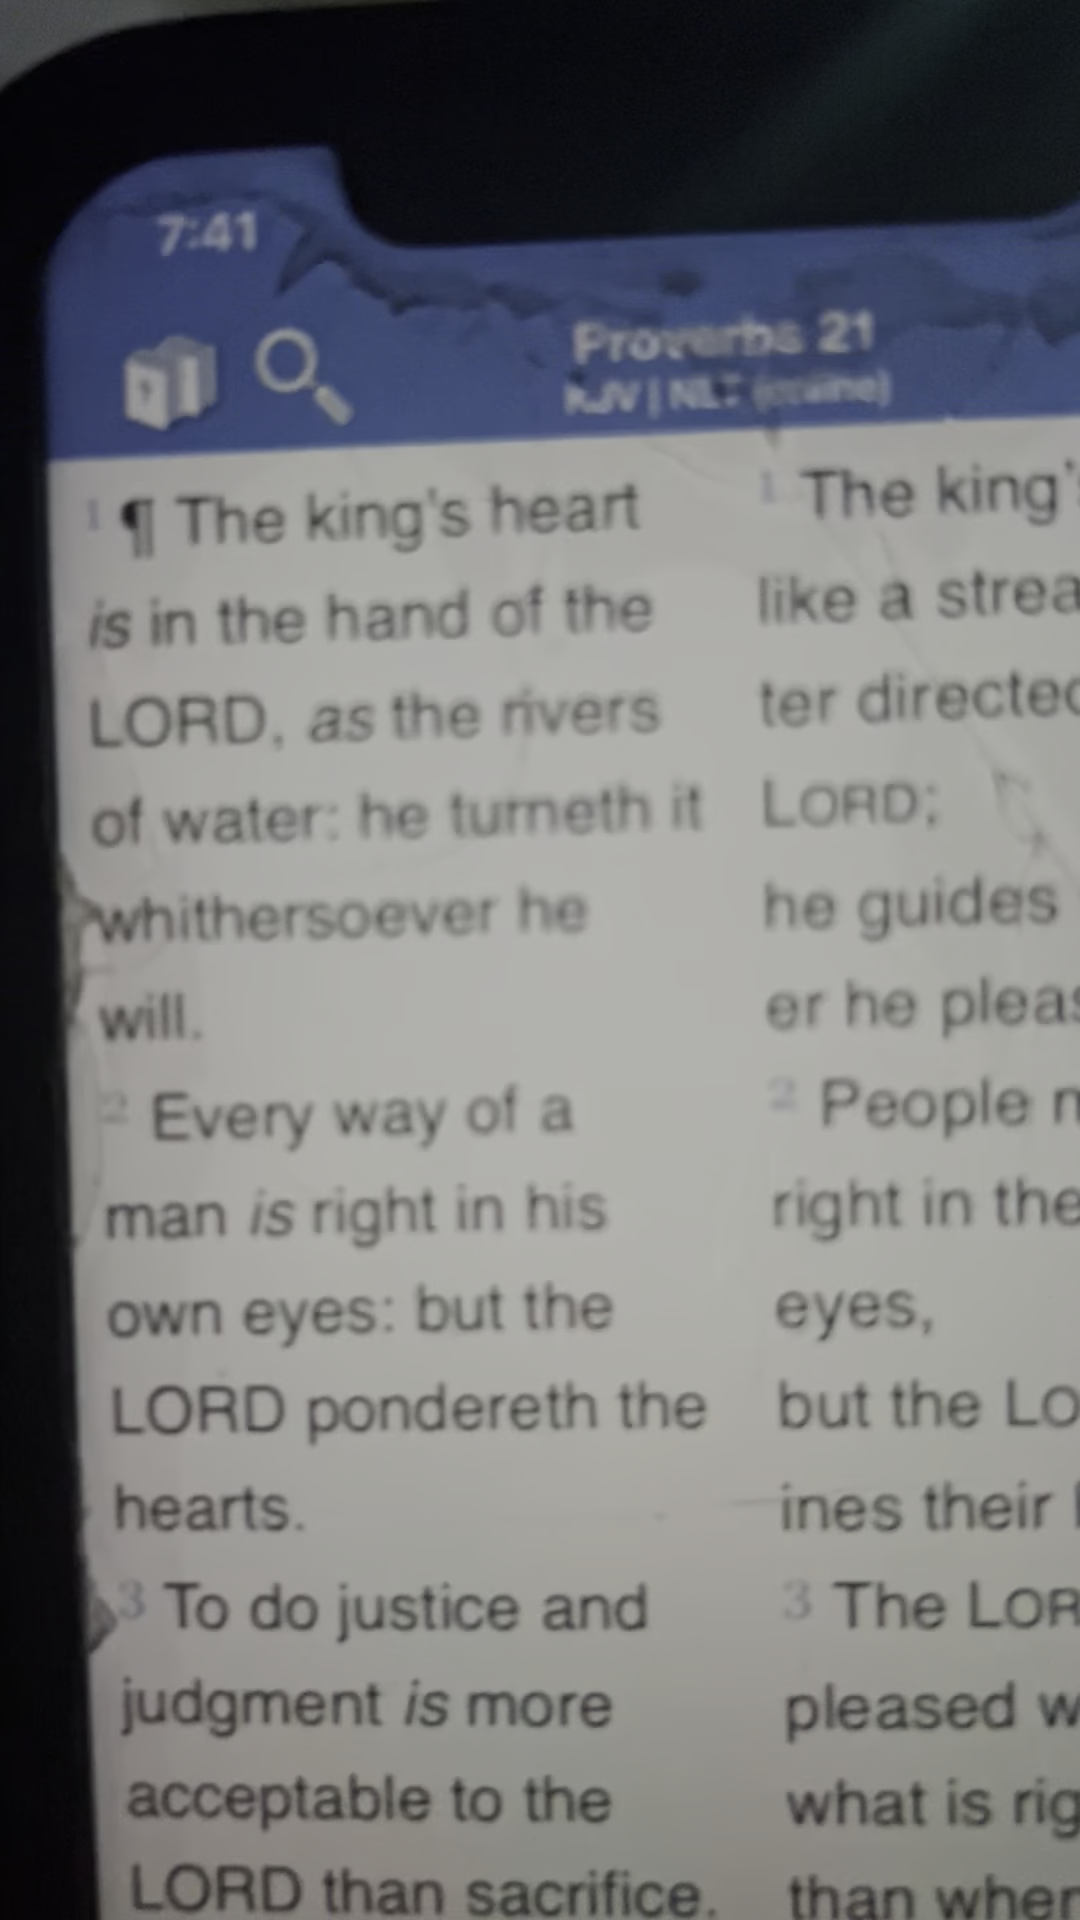 7:41
Proverbs 21
KJV | NLT
1 ¶ The king's heart
is in the hand of the
LORD, as the rivers
of water: he turneth it
whithersoever he
will.
2 Every way of a
man is right in his
own eyes: but the
LORD pondereth the
hearts.
3 To do justice and
judgment is more
acceptable to the
LORD than sacrifice.
1 The king'
like a strea
ter directed
LORD;
he guides
er he pleas
2 People
right in the
eyes,
but the LO
ines their
3 The LOR
pleased w
what is rig
than when